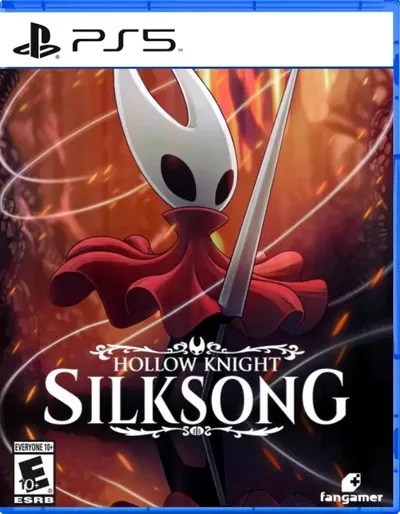 PS5
HOLLOW KNIGHT
SILKSONG
EVERYONE 10+
E
10+
ESRB
fangamer